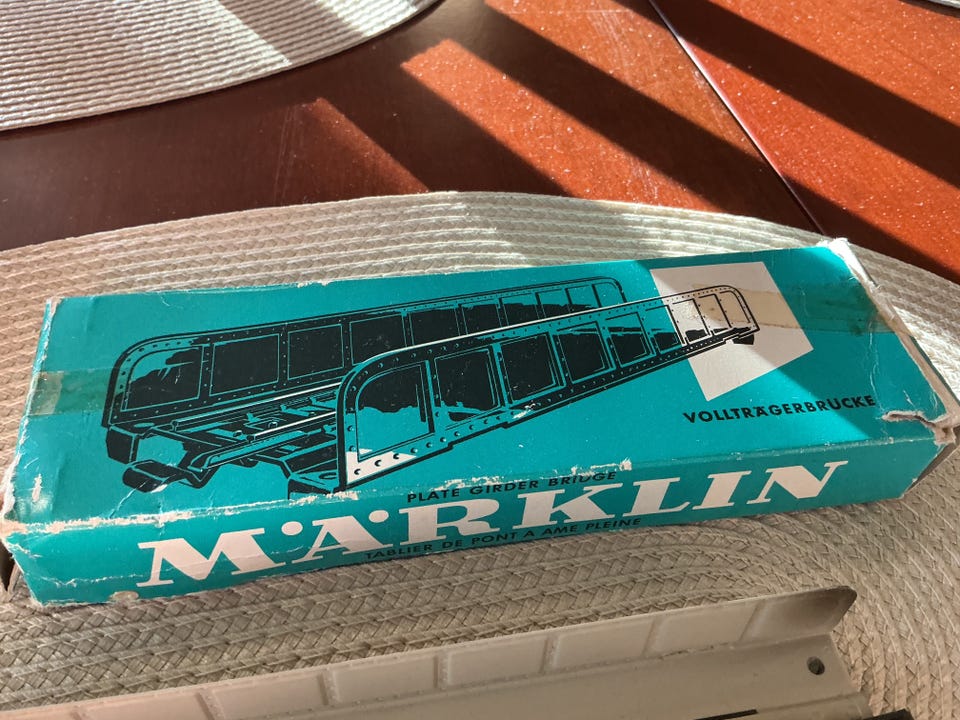 VOLLTRÄGERBRÜCKE
PLATE GIRDER BRIDGE
MÄRKLIN
TABLIER DE PONT A AME PLEINE